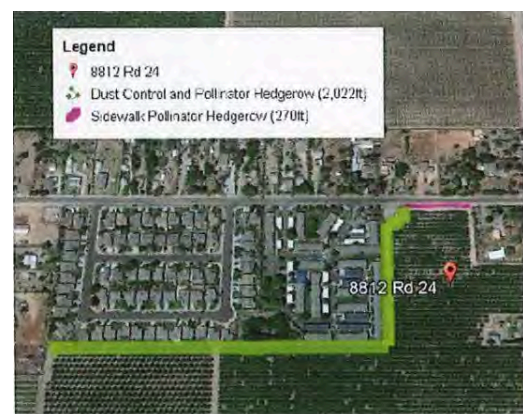 Legend
8812 Rd 24
Dust Control and Pollinator Hedgerow (2,022ft)
Sidewalk Pollinator Hedgerow (270ft)
8812 Rd 24